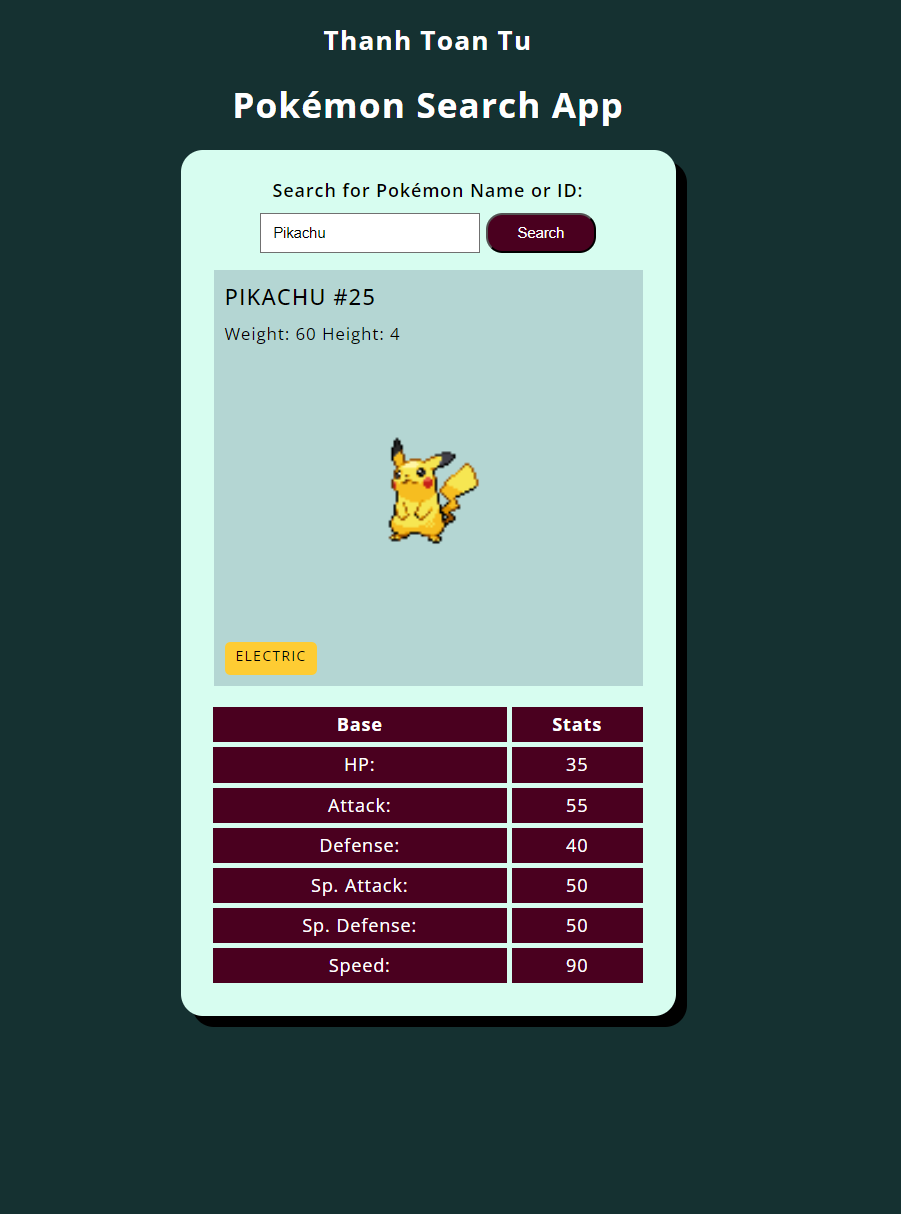 Thanh Toan Tu
Pokémon Search App
Search for Pokémon Name or ID:
Pikachu Search
PIKACHU #25
Weight: 60 Height: 4
ELECTRIC
Base Stats
HP: 35
Attack: 55
Defense: 40
Sp. Attack: 50
Sp. Defense: 50
Speed: 90